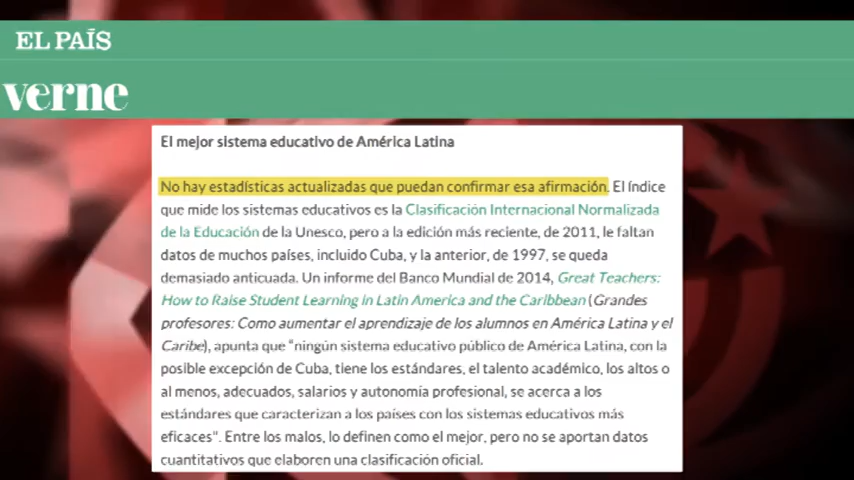 EL PAÍS
verne
El mejor sistema educativo de América Latina
No hay estadísticas actualizadas que puedan confirmar esa afirmación. El índice
que mide los sistemas educativos es la Clasificación Internacional Normalizada
de la Educación de la Unesco, pero a la edición más reciente, de 2011, le faltan
datos de muchos países, incluido Cuba, y la anterior, de 1997, se queda
demasiado anticuada. Un informe del Banco Mundial de 2014, Great Teachers:
How to Raise Student Learning in Latin America and the Caribbean (Grandes
profesores: Como aumentar el aprendizaje de los alumnos en América Latina y el
Caribe), apunta que "ningún sistema educativo público de América Latina, con la
posible excepción de Cuba, tiene los estándares, el talento académico, los altos o
al menos, adecuados, salarios y autonomía profesional, se acerca a los
estándares que caracterizan a los países con los sistemas educativos más
eficaces". Entre los malos, lo definen como el mejor, pero no se aportan datos
cuantitativos que elaboren una clasificación oficial.